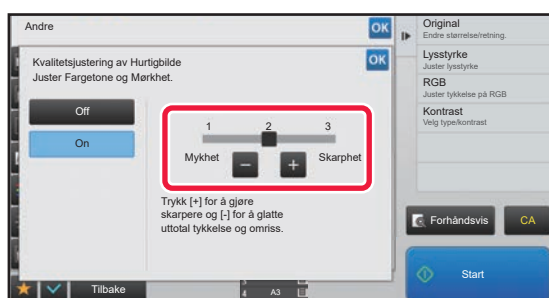 Andre
OK
Kvalitetsjustering av Hurtigbilde
Juster Fargetone og Mørkhet.
OK
Off
On
1 2 3
Mykhet - + Skarphet
Trykk [+] for å gjøre
skarpere og [-] for å glatte
uttotal tykkelse og omriss.
Tilbake
A3
Original
Endre størrelse/retning.
Lysstyrke
Juster lysstyrke
RGB
Juster tykkelse på RGB
Kontrast
Velg type/kontrast
Forhåndsvis
CA
Start